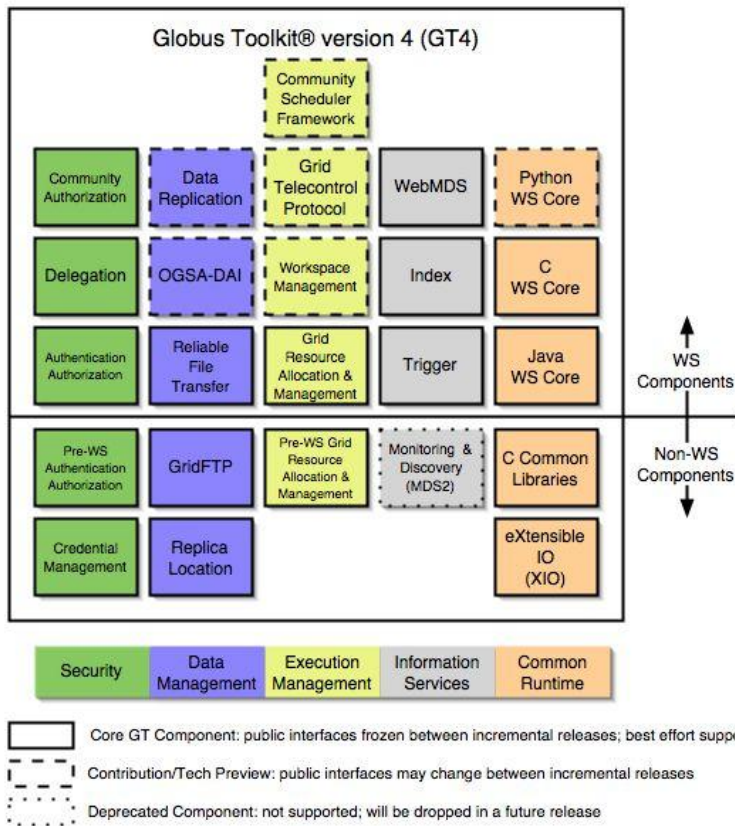 Globus Toolkit® version 4 (GT4)
Community
Scheduler
Framework
Community
Authorization
Data
Replication
Grid
Telecontrol
Protocol
WebMDS
Python
WS Core
Delegation
OGSA-DAI
Workspace
Management
Index
C
WS Core
Authentication
Authorization
Reliable
File
Transfer
Grid
Resource
Allocation &
Management
Trigger
Java
WS Core
WS
Components
Pre-WS
Authentication
Authorization
GridFTP
Pre-WS Grid
Resource
Allocation &
Management
Monitoring &
Discovery
(MDS2)
C Common
Libraries
Non-WS
Components
Credential
Management
Replica
Location
eXtensible
IO
(XIO)
Security
Data
Management
Execution
Management
Information
Services
Common
Runtime
Core GT Component: public interfaces frozen between incremental releases; best effort suppo
Contribution/Tech Preview: public interfaces may change between incremental releases
Deprecated Component: not supported; will be dropped in a future release